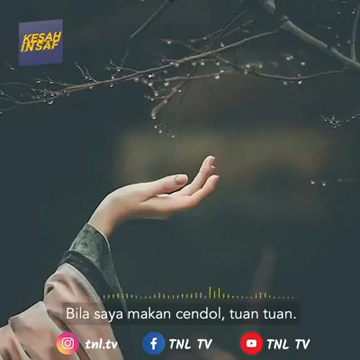 KESAH
INSAF
Bila saya makan cendol, tuan tuan.
tnl.tv TNL TV TNL TV